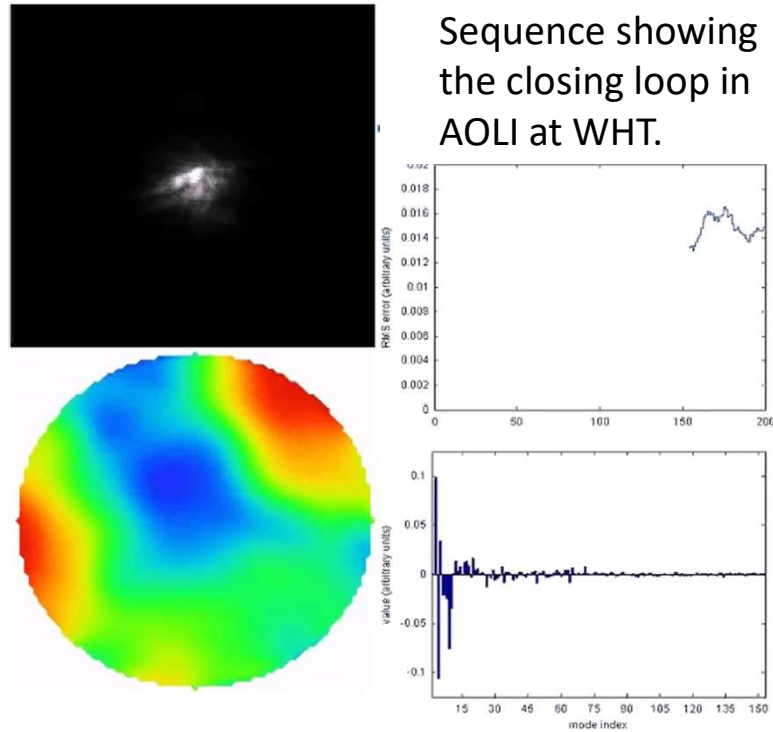 Sequence showing
the closing loop in
AOLI at WHT.
0.02
0.018
0.016
0.014
0.012
0.01
0.008
0.006
0.004
0.002
0
RMS error (arbitrary units)
0 50 100 150 200
0.1
0.05
0
-0.05
-0.1
value (arbitrary units)
15 30 45 60 75 90 105 120 135 150
mode index